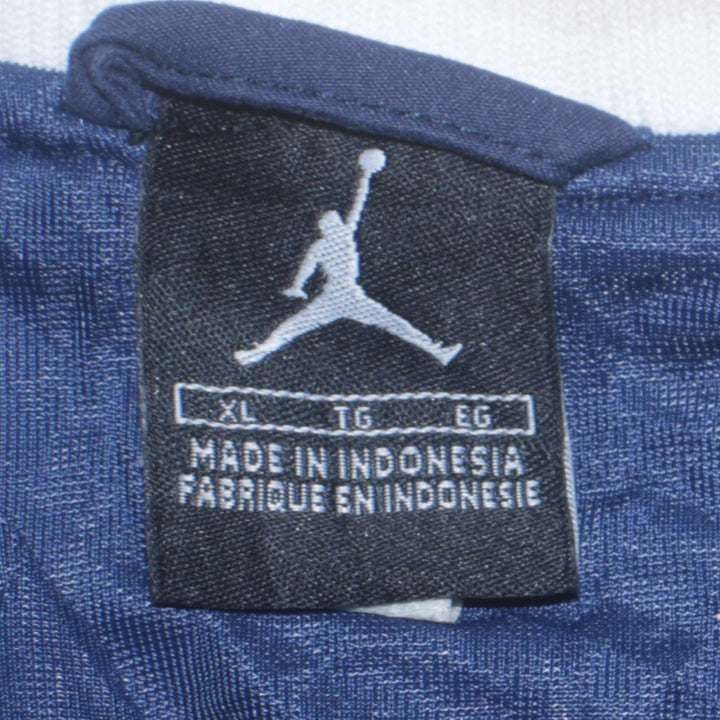 XL TG EG
MADE IN INDONESIA
FABRIQUE EN INDONESIE